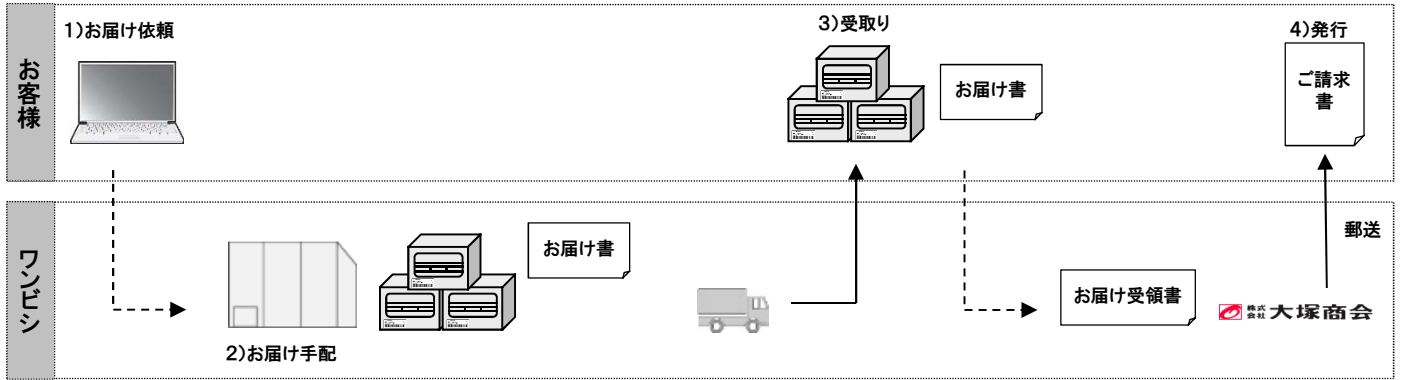 お客様
1)お届け依頼
3)受取り
お届け書
4)発行
ご請求
書
ワンビシ
2)お届け手配
お届け書
お届け受領書
郵送
株式
会社
大塚商会